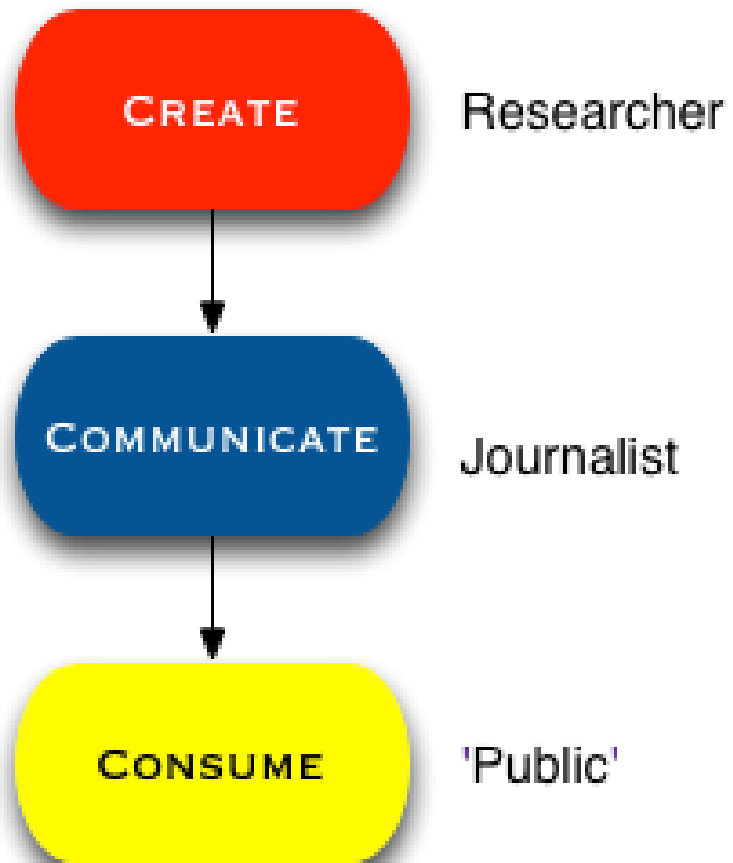 CREATE
Researcher
COMMUNICATE
Journalist
CONSUME
'Public'